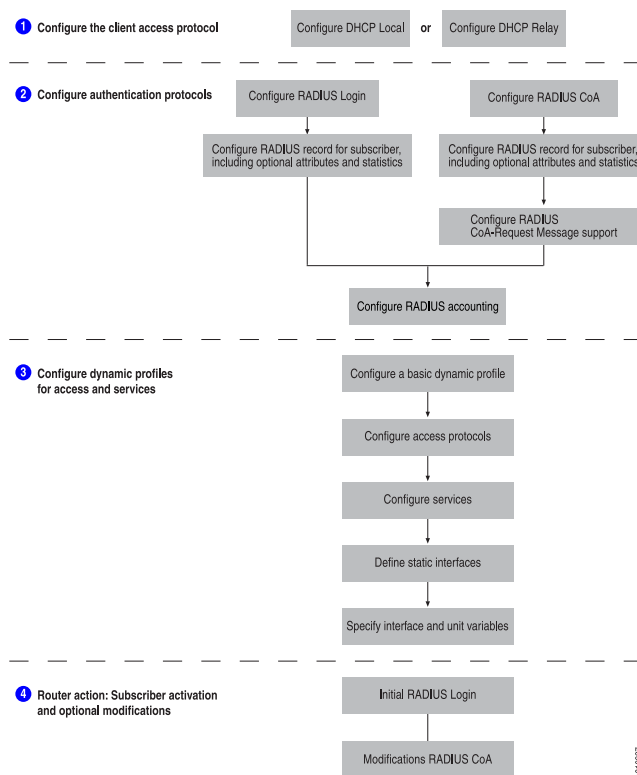 1 Configure the client access protocol
Configure DHCP Local
or
Configure DHCP Relay
2 Configure authentication protocols
Configure RADIUS Login
Configure RADIUS CoA
Configure RADIUS record for subscriber,
including optional attributes and statistics
Configure RADIUS record for subscriber,
including optional attributes and statistics
Configure RADIUS
CoA-Request Message support
Configure RADIUS accounting
3 Configure dynamic profiles
for access and services
Configure a basic dynamic profile
Configure access protocols
Configure services
Define static interfaces
Specify interface and unit variables
4 Router action: Subscriber activation
and optional modifications
Initial RADIUS Login
Modifications RADIUS CoA